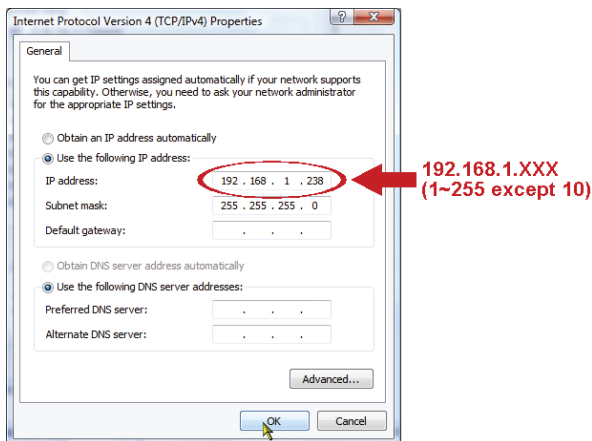 Internet Protocol Version 4 (TCP/IPv4) Properties
General
You can get IP settings assigned automatically if your network supports
this capability. Otherwise, you need to ask your network administrator
for the appropriate IP settings.
Obtain an IP address automatically
Use the following IP address:
IP address: 192 . 168 . 1 . 238
Subnet mask: 255 . 255 . 255 . 0
Default gateway: . . .
192.168.1.XXX
(1~255 except 10)
Obtain DNS server address automatically
Use the following DNS server addresses:
Preferred DNS server: . . .
Alternate DNS server: . . .
Advanced...
OK Cancel